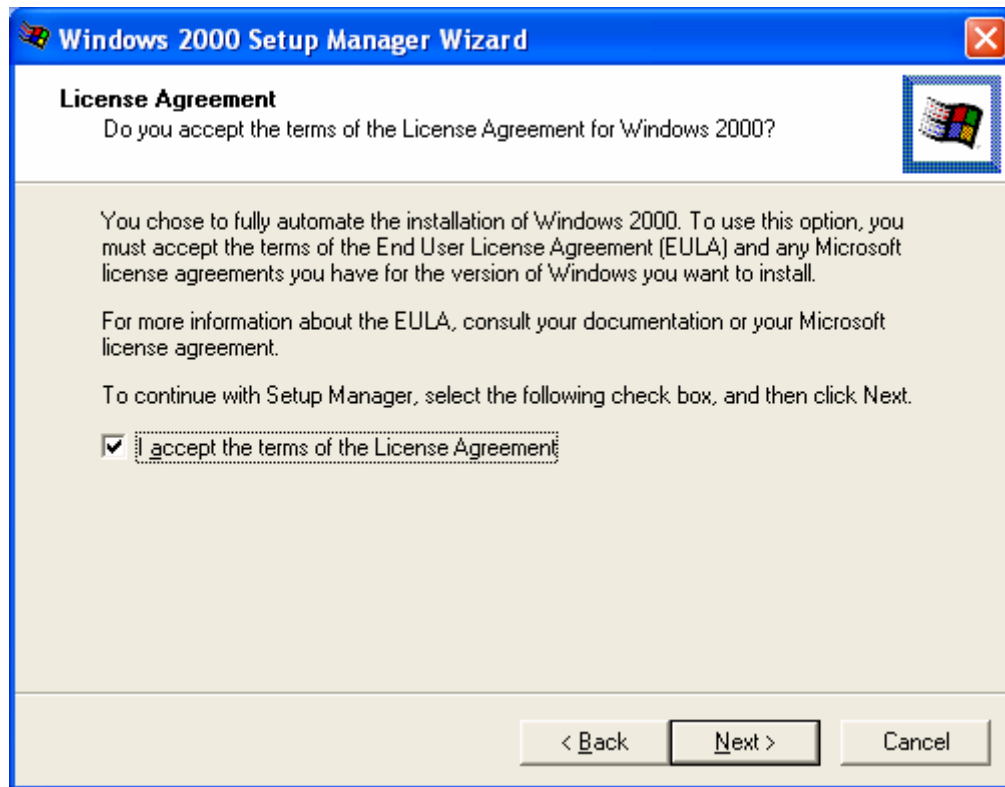 Windows 2000 Setup Manager Wizard
License Agreement
Do you accept the terms of the License Agreement for Windows 2000?
You chose to fully automate the installation of Windows 2000. To use this option, you
must accept the terms of the End User License Agreement (EULA) and any Microsoft
license agreements you have for the version of Windows you want to install.
For more information about the EULA, consult your documentation or your Microsoft
license agreement.
To continue with Setup Manager, select the following check box, and then click Next.
I accept the terms of the License Agreement
< Back Next > Cancel